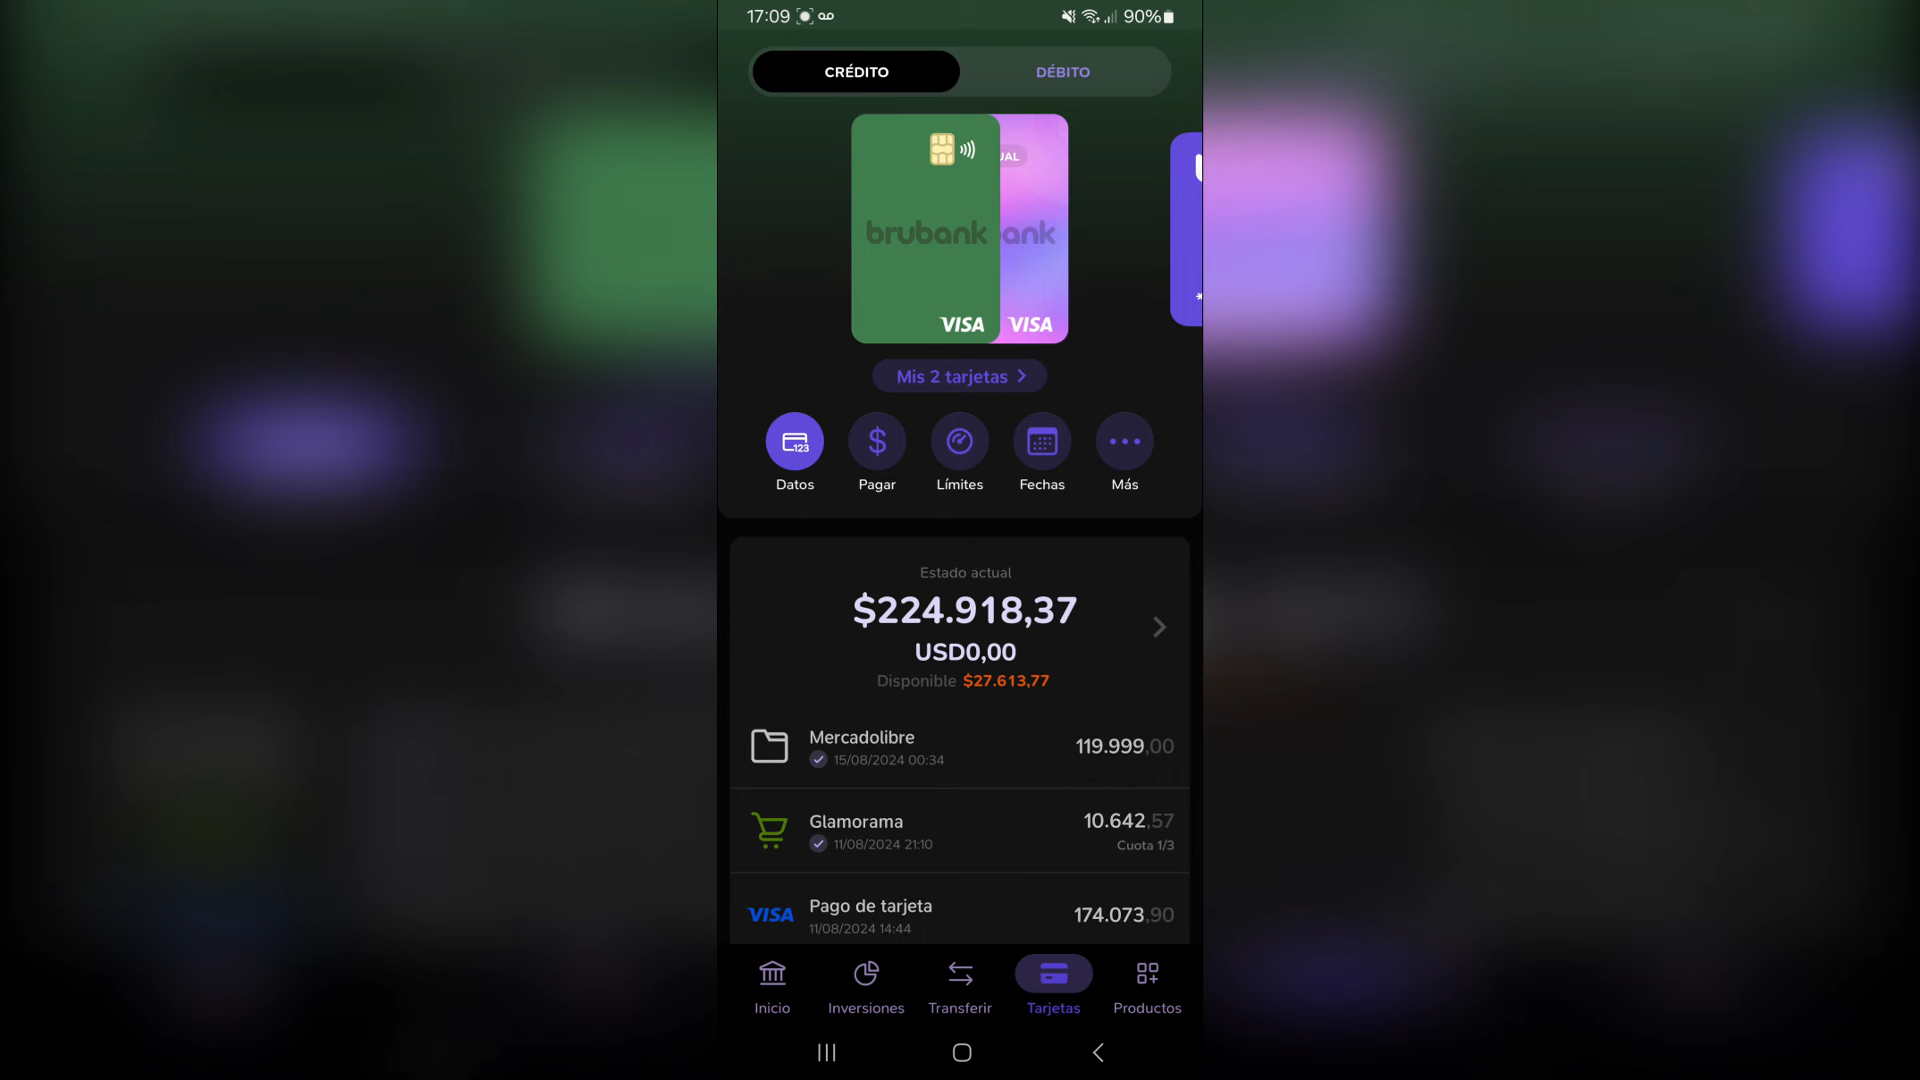 17:09 90%
CRÉDITO DÉBITO
UAL
brubank ank
VISA VISA
Mis 2 tarjetas
123
Datos Pagar Límites Fechas Más
Estado actual
$224.918,37
USD0,00
Disponible $27.613,77
Mercadolibre 119.999,00
15/08/2024 00:34
Glamorama 10.642,57
11/08/2024 21:10 Cuota 1/3
VISA Pago de tarjeta 174.073,90
11/08/2024 14:44
Inicio Inversiones Transferir Tarjetas Productos